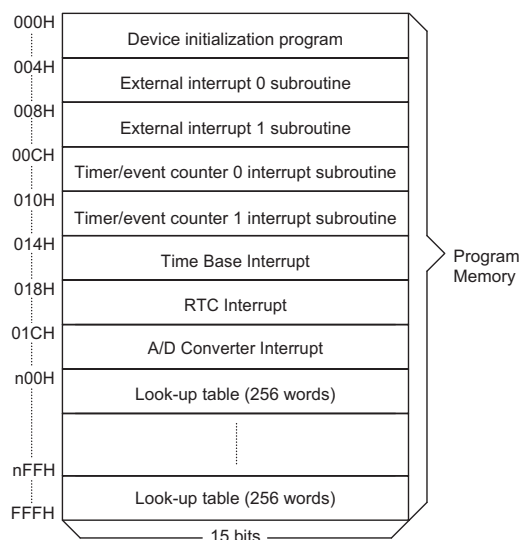 000H
Device initialization program
004H
External interrupt 0 subroutine
008H
External interrupt 1 subroutine
00CH
Timer/event counter 0 interrupt subroutine
010H
Timer/event counter 1 interrupt subroutine
014H
Time Base Interrupt
018H
RTC Interrupt
01CH
A/D Converter Interrupt
n00H
Look-up table (256 words)
nFFH
Look-up table (256 words)
FFFH
15 bits
Program
Memory